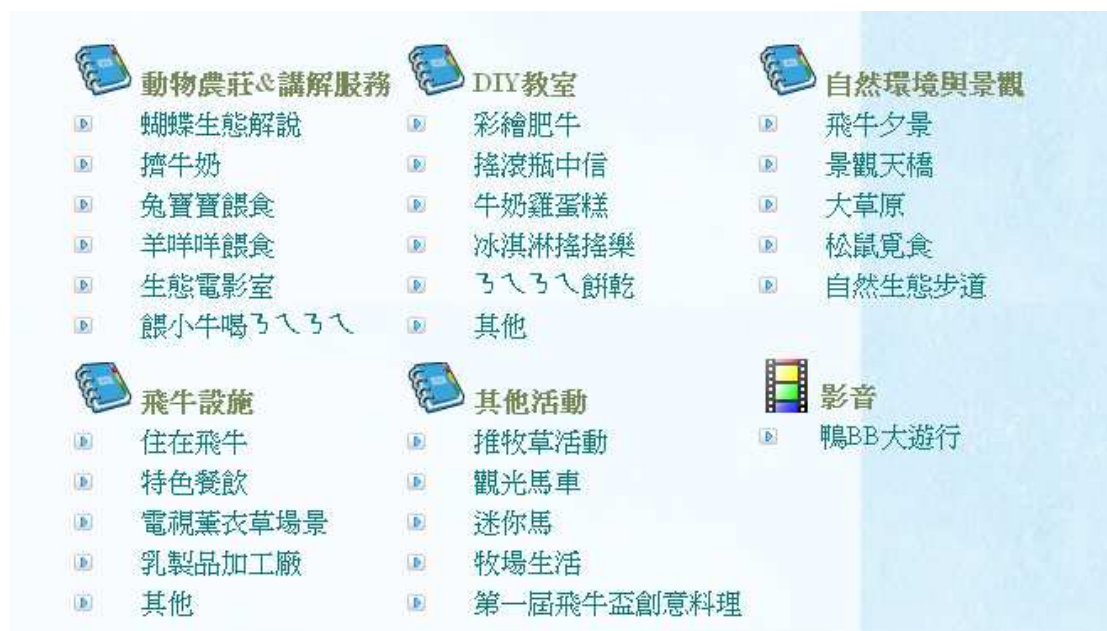 動物農莊&講解服務
蝴蝶生態解說
擠牛奶
兔寶寶餵食
羊咩咩餵食
生態電影室
餵小牛喝ㄋㄟㄋㄟ
DIY教室
彩繪肥牛
搖滾瓶中信
牛奶雞蛋糕
冰淇淋搖搖樂
ㄋㄟㄋㄟ餅乾
其他
自然環境與景觀
飛牛夕景
景觀天橋
大草原
松鼠覓食
自然生態步道
飛牛設施
住在飛牛
特色餐飲
電視薰衣草場景
乳製品加工廠
其他
其他活動
推牧草活動
觀光馬車
迷你馬
牧場生活
第一屆飛牛盃創意料理
影音
鴨BB大遊行